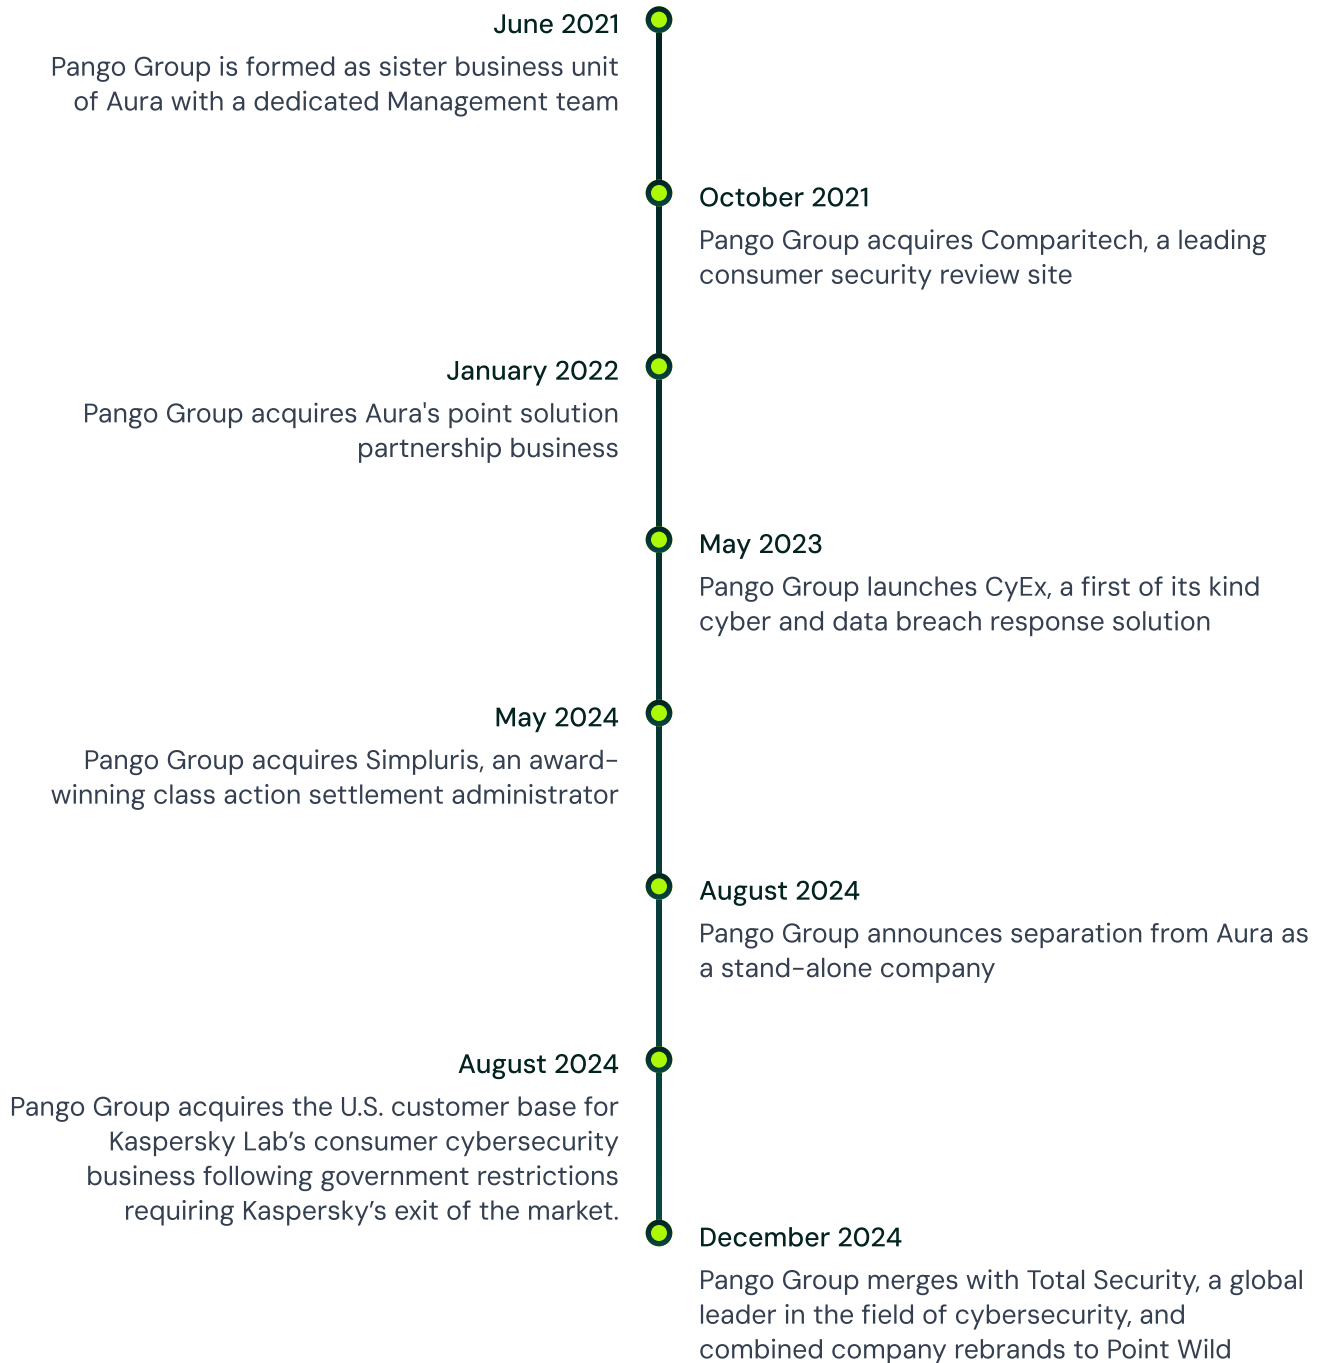 June 2021
Pango Group is formed as sister business unit
of Aura with a dedicated Management team
October 2021
Pango Group acquires Comparitech, a leading
consumer security review site
January 2022
Pango Group acquires Aura's point solution
partnership business
May 2023
Pango Group launches CyEx, a first of its kind
cyber and data breach response solution
May 2024
Pango Group acquires Simpluris, an award-
winning class action settlement administrator
August 2024
Pango Group announces separation from Aura as
a stand-alone company
August 2024
Pango Group acquires the U.S. customer base for
Kaspersky Lab’s consumer cybersecurity
business following government restrictions
requiring Kaspersky’s exit of the market.
December 2024
Pango Group merges with Total Security, a global
leader in the field of cybersecurity, and
combined company rebrands to Point Wild